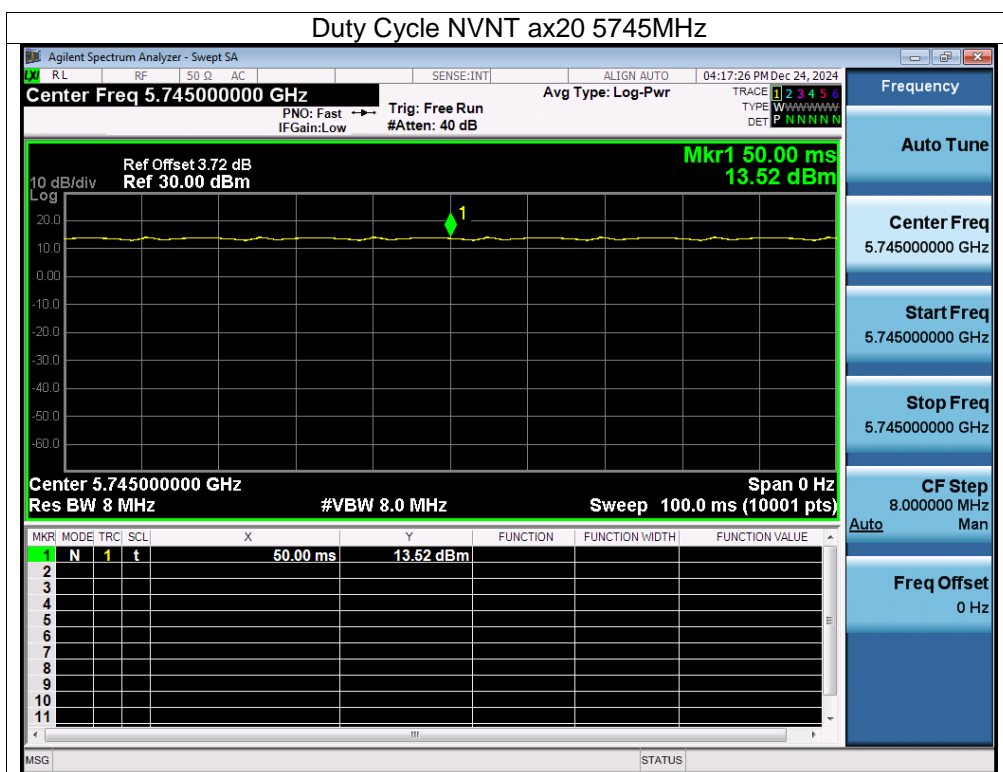 Duty Cycle NVNT ax20 5745MHz
Agilent Spectrum Analyzer - Swept SA
LXI RL RF 50 Ω AC SENSE:INT ALIGN AUTO 04:17:26 PM Dec 24, 2024
Center Freq 5.745000000 GHz
PNO: Fast
IFGain:Low
Trig: Free Run
#Atten: 40 dB
Avg Type: Log-Pwr
TRACE 1 2 3 4 5 6
TYPE WWWWWW
DET P NNNNN
Ref Offset 3.72 dB
10 dB/div Ref 30.00 dBm
Log
Mkr1 50.00 ms
13.52 dBm
1
20.0
10.0
0.00
-10.0
-20.0
-30.0
-40.0
-50.0
-60.0
Center 5.745000000 GHz Span 0 Hz
Res BW 8 MHz #VBW 8.0 MHz Sweep 100.0 ms (10001 pts)
MKR MODE TRC SCL X Y FUNCTION FUNCTION WIDTH FUNCTION VALUE
1 N 1 t 50.00 ms 13.52 dBm
2
3
4
5
6
7
8
9
10
11
MSG STATUS
Frequency
Auto Tune
Center Freq
5.745000000 GHz
Start Freq
5.745000000 GHz
Stop Freq
5.745000000 GHz
CF Step
8.000000 MHz
Auto Man
Freq Offset
0 Hz